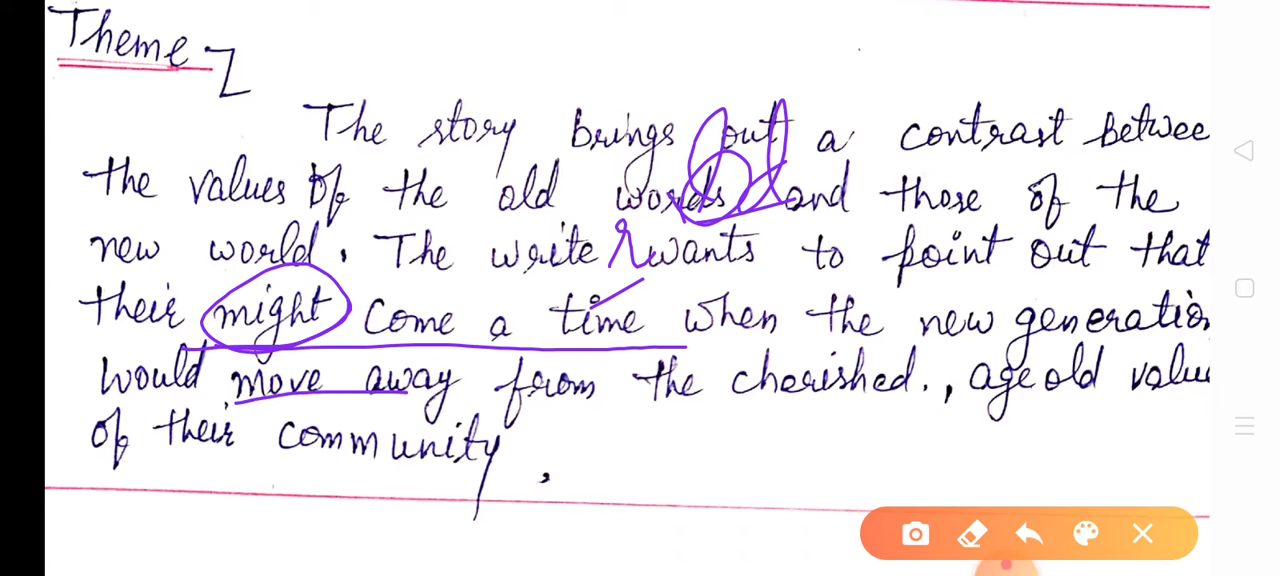 Theme
The story brings out a contrast betwee
the values of the old words and those of the
new world. The writer wants to point out that
their might come a time when the new generation
would move away from the cherished., age old value
of their community,